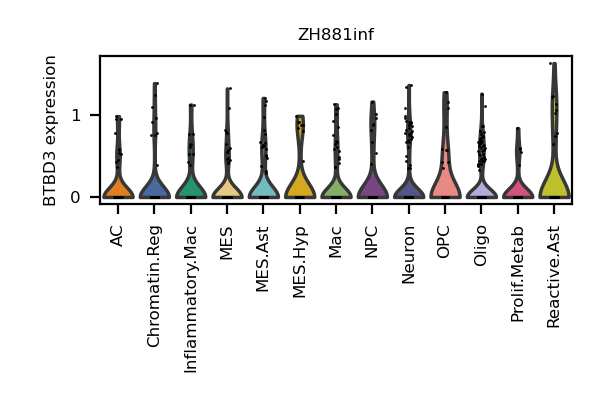 ZH881inf
BTBD3 expression
1
0
AC
Chromatin.Reg
Inflammatory.Mac
MES
MES.Ast
MES.Hyp
Mac
NPC
Neuron
OPC
Oligo
Prolif.Metab
Reactive.Ast